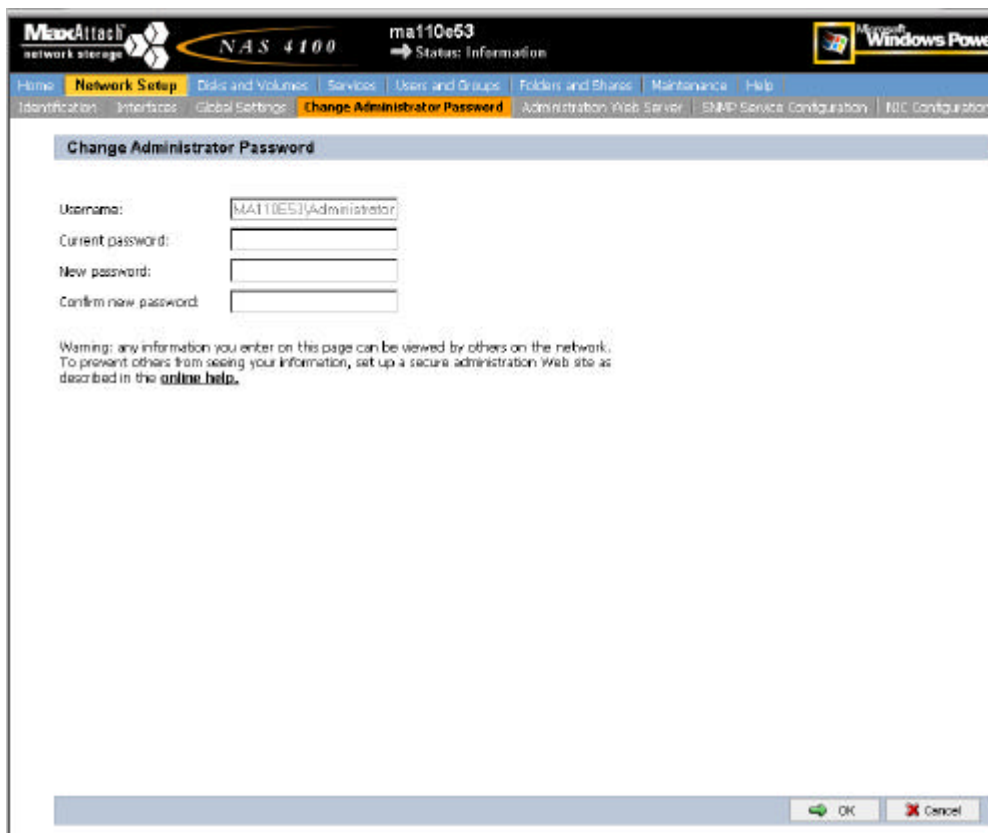 MaxAttach
network storage
NAS 4100
ma110e53
Status: Information
Microsoft
Windows Powe
Home Network Setup Disks and Volumes Services Users and Groups Folders and Shares Maintenance Help
Identification Interfaces Global Settings Change Administrator Password Administration Web Server SNMP Service Configuration NIC Configuration
Change Administrator Password
Username: MA110E53\Administrator
Current password:
New password:
Confirm new password:
Warning: any information you enter on this page can be viewed by others on the network.
To prevent others from seeing your information, set up a secure administration Web site as
described in the online help.
OK Cancel